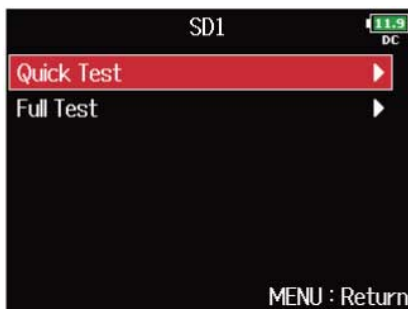 SD1
11.9
DC
Quick Test
Full Test
MENU : Return